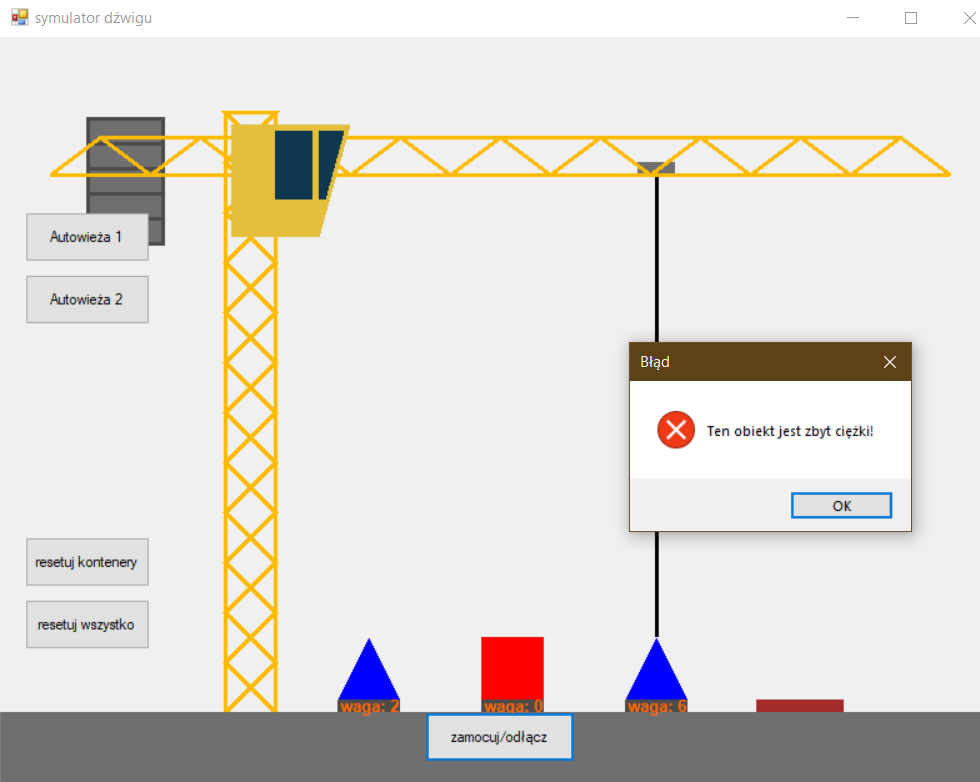 symulator dźwigu
Autowieża 1
Autowieża 2
Błąd
Ten obiekt jest zbyt ciężki!
OK
resetuj kontenery
resetuj wszystko
waga: 2
waga: 0
waga: 6
zamocuj/odłącz